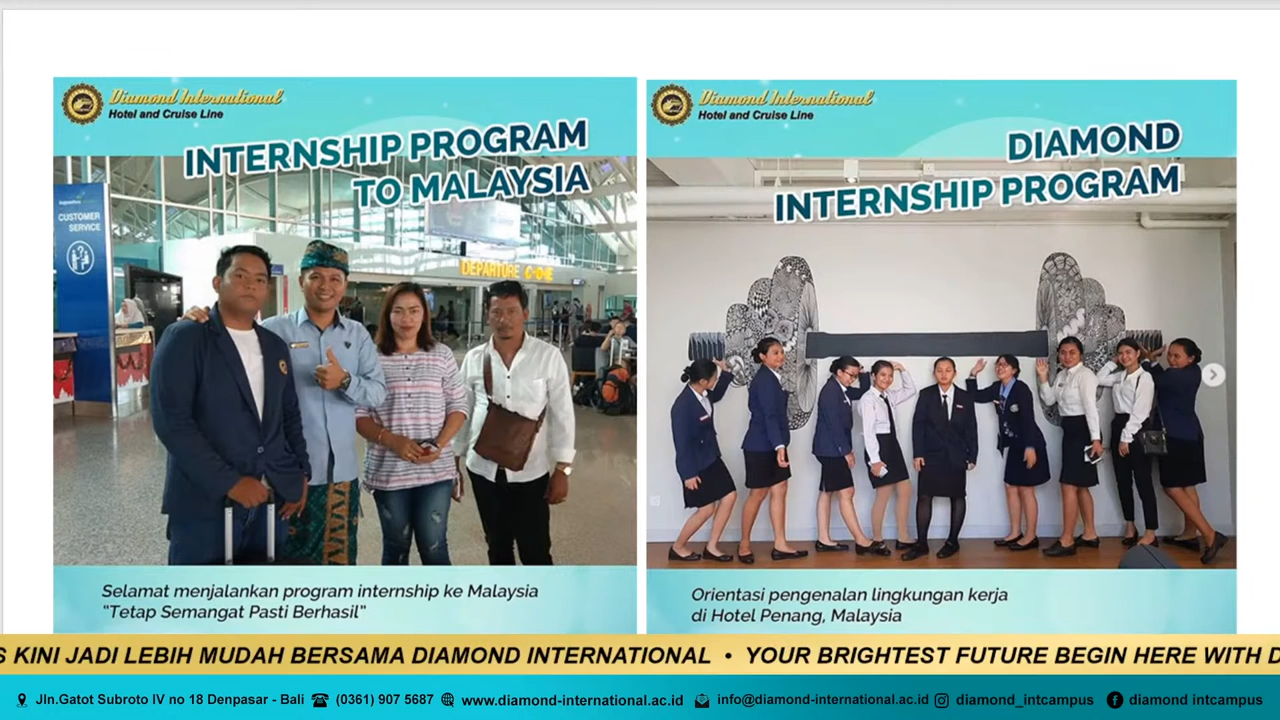 Diamond International
Hotel and Cruise Line
INTERNSHIP PROGRAM
TO MALAYSIA
CUSTOMER
SERVICE
DEPARTURE
Selamat menjalankan program internship ke Malaysia
"Tetap Semangat Pasti Berhasil"
Diamond International
Hotel and Cruise Line
DIAMOND
INTERNSHIP PROGRAM
Orientasi pengenalan lingkungan kerja
di Hotel Penang, Malaysia
S KINI JADI LEBIH MUDAH BERSAMA DIAMOND INTERNATIONAL • YOUR BRIGHTEST FUTURE BEGIN HERE WITH D
Jln.Gatot Subroto IV no 18 Denpasar - Bali (0361) 907 5687 www.diamond-international.ac.id info@diamond-international.ac.id diamond_intcampus diamond intcampus